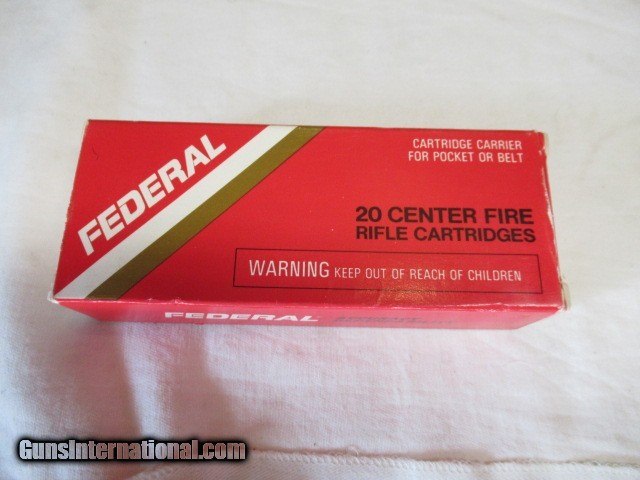 FEDERAL
CARTRIDGE CARRIER
FOR POCKET OR BELT
20 CENTER FIRE
RIFLE CARTRIDGES
WARNING KEEP OUT OF REACH OF CHILDREN
FEDERAL
GunsInternational.com